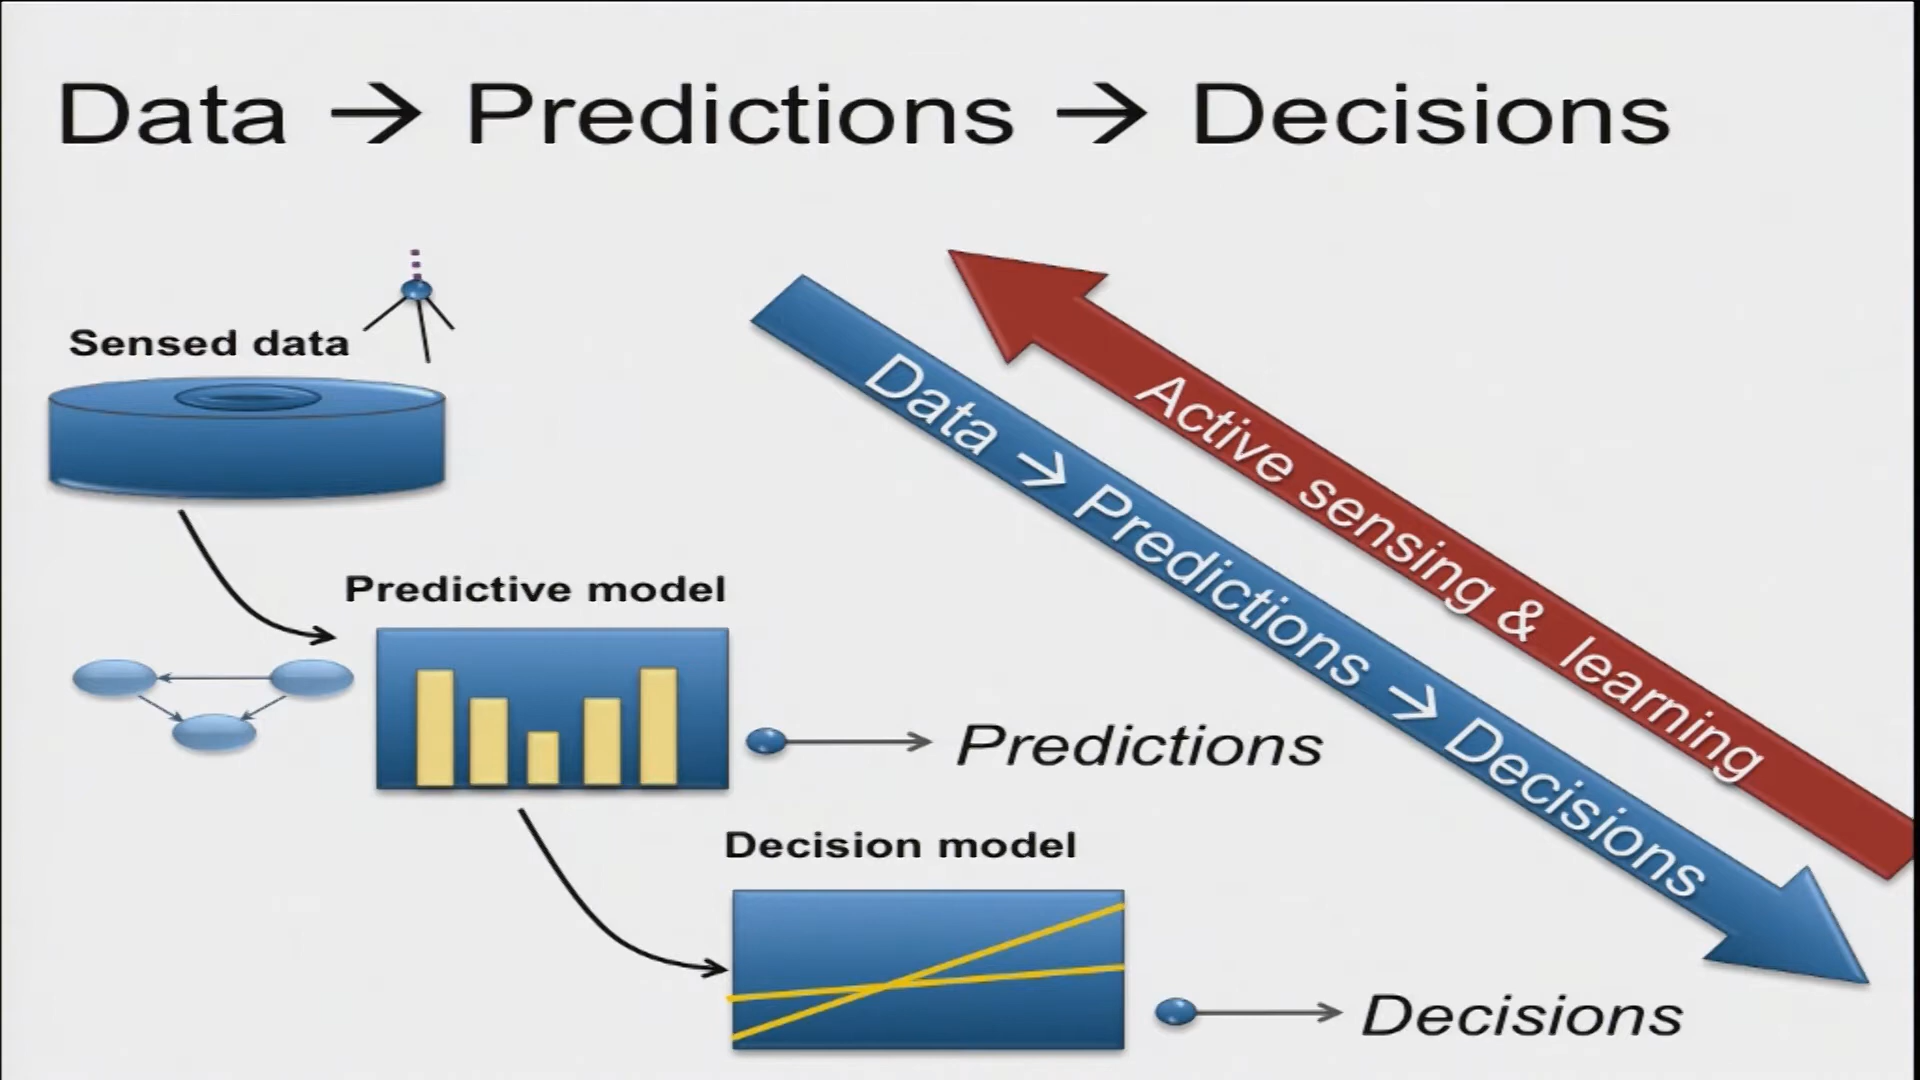 Data → Predictions → Decisions
Sensed data
Active sensing & learning
Data → Predictions → Decisions
Predictive model
Predictions
Decision model
Decisions